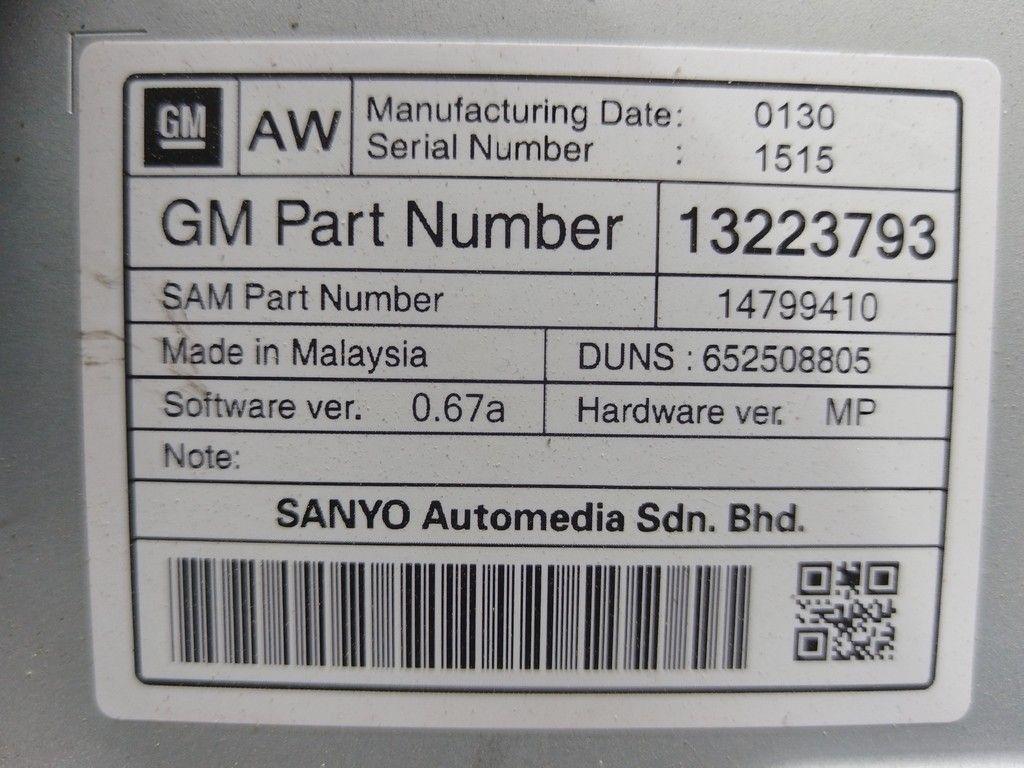 GM AW Manufacturing Date: 0130
Serial Number : 1515
GM Part Number 13223793
SAM Part Number 14799410
Made in Malaysia DUNS : 652508805
Software ver. 0.67a Hardware ver. MP
Note:
SANYO Automedia Sdn. Bhd.